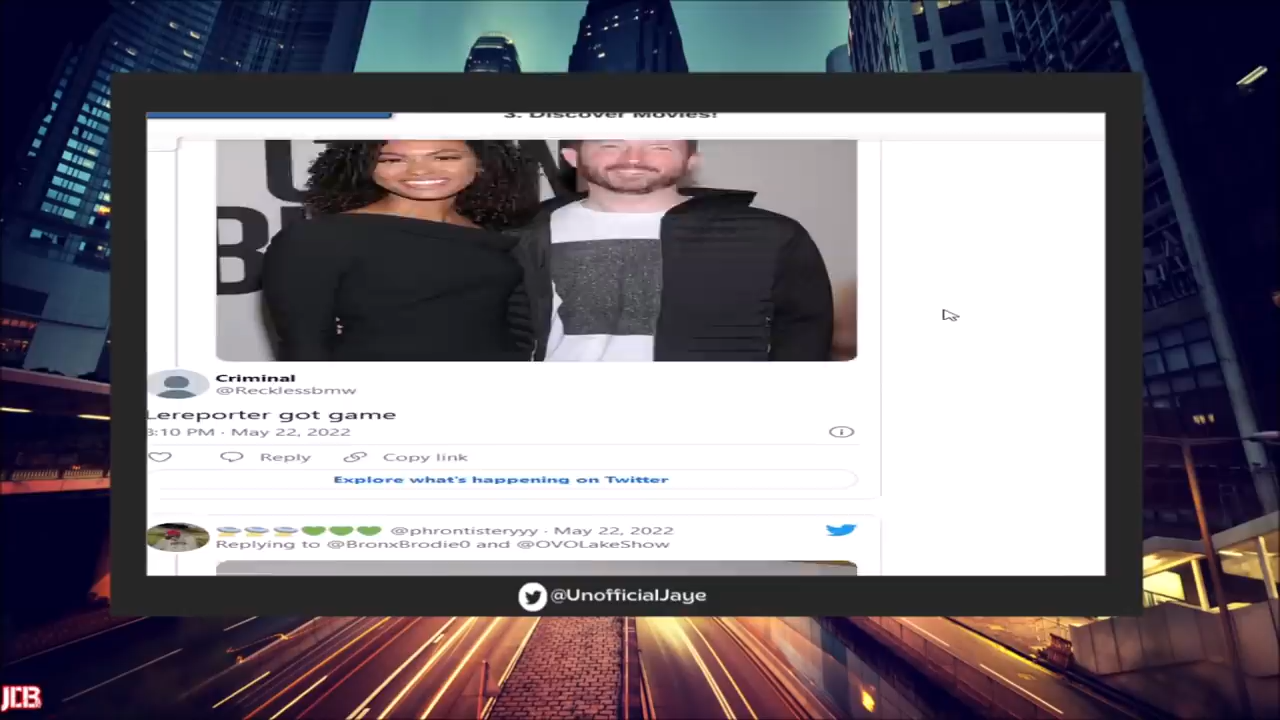 3. Discover Movies!
Criminal
@Recklessbmw
Lereporter got game
8:10 PM · May 22, 2022
Reply
Copy link
Explore what's happening on Twitter
@phrontisteryyy · May 22, 2022
Replying to @BronxBrodie0 and @OVOLakeShow
@UnofficialJaye
JCB